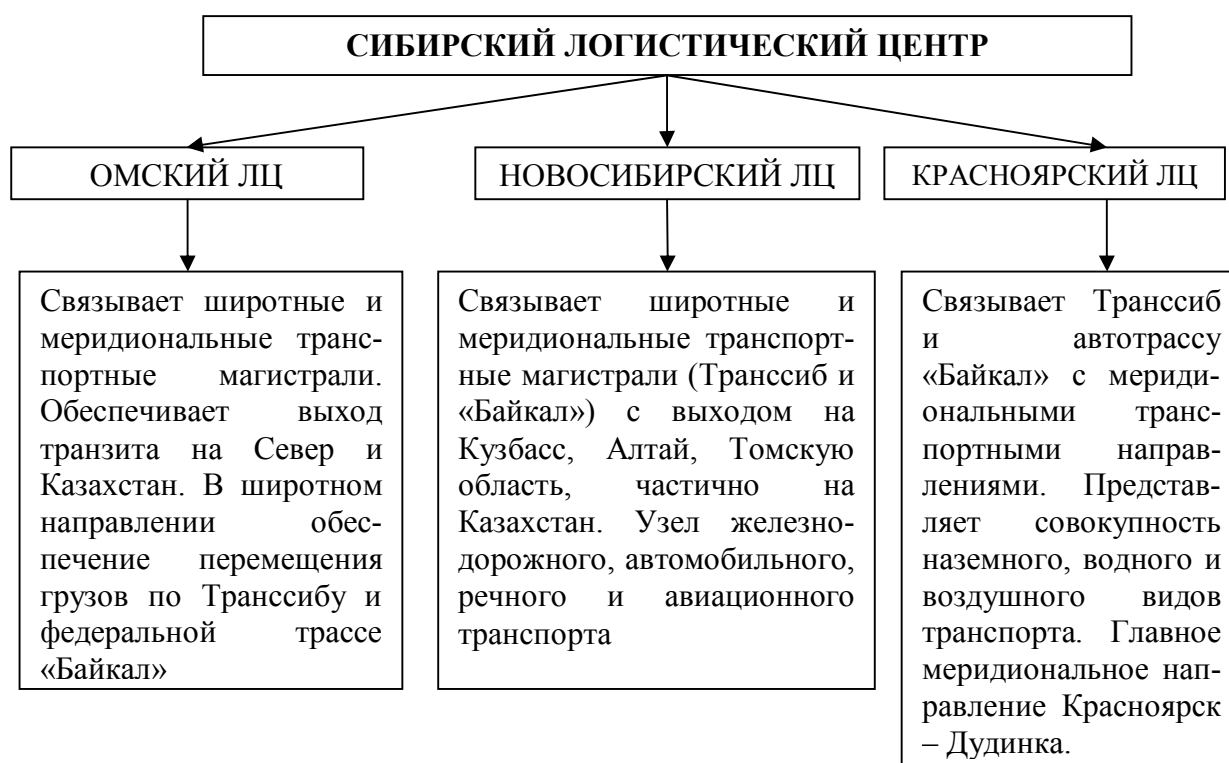 СИБИРСКИЙ ЛОГИСТИЧЕСКИЙ ЦЕНТР
ОМСКИЙ ЛЦ
НОВОСИБИРСКИЙ ЛЦ
КРАСНОЯРСКИЙ ЛЦ
Связывает широтные и
меридиональные транс-
портные магистрали.
Обеспечивает выход
транзита на Север и
Казахстан. В широтном
направлении обес-
печение перемещения
грузов по Транссибу и
федеральной трассе
«Байкал»
Связывает широтные и
меридиональные транспорт-
ные магистрали (Транссиб и
«Байкал») с выходом на
Кузбасс, Алтай, Томскую
область, частично на
Казахстан. Узел железно-
дорожного, автомобильного,
речного и авиационного
транспорта
Связывает Транссиб
и автотрассу
«Байкал» с мериди-
ональными транс-
портными направ-
лениями. Представ-
ляет совокупность
наземного, водного и
воздушного видов
транспорта. Главное
меридиональное нап-
равление Красноярск
– Дудинка.